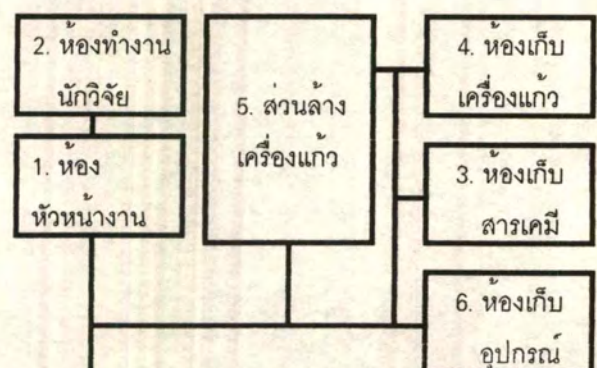 2. ห้องทำงาน
นักวิจัย
1. ห้อง
หัวหน้างาน
5. ส่วนล้าง
เครื่องแก้ว
4. ห้องเก็บ
เครื่องแก้ว
3. ห้องเก็บ
สารเคมี
6. ห้องเก็บ
อุปกรณ์